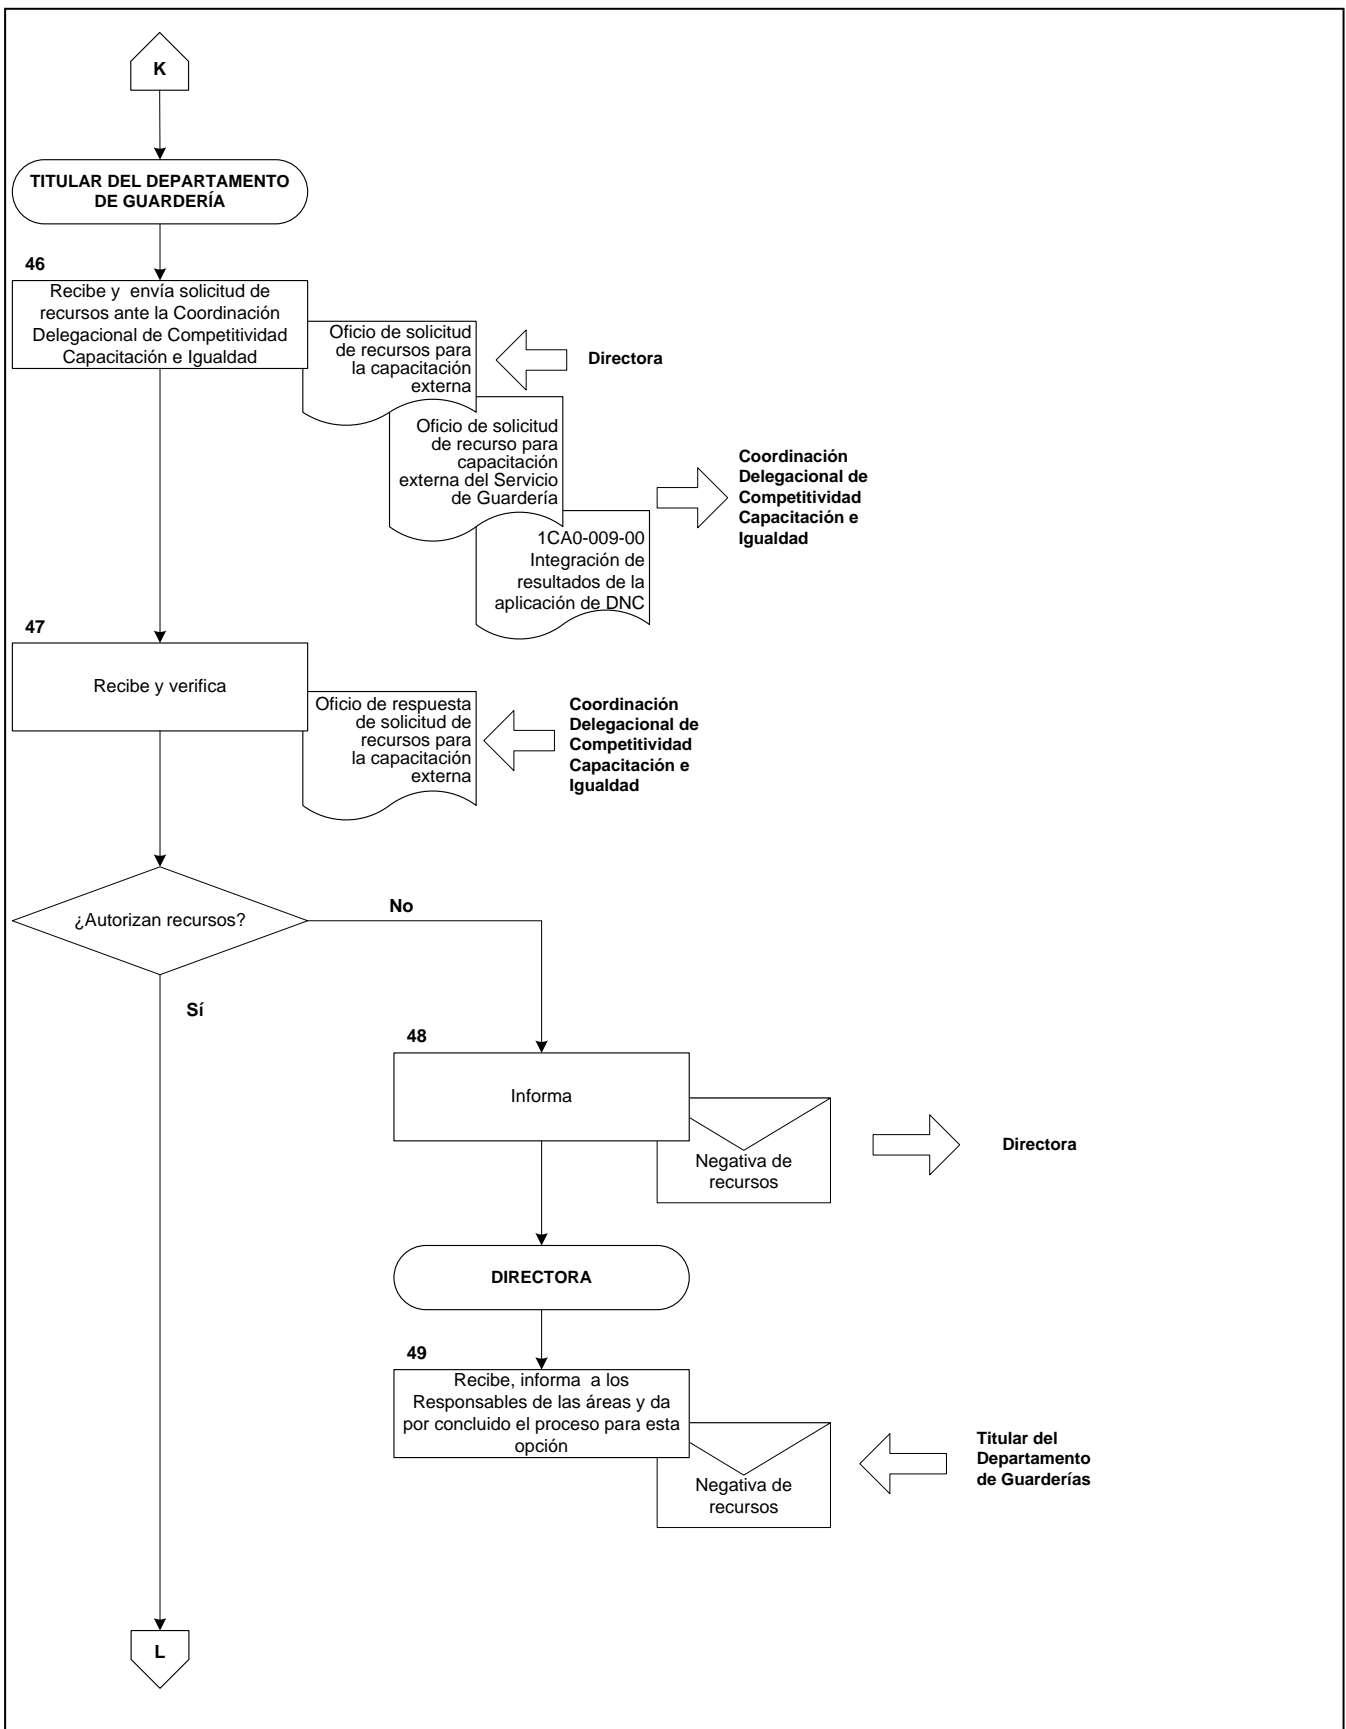 K
TITULAR DEL DEPARTAMENTO
DE GUARDERÍA
46
Recibe y  envía solicitud de
recursos ante la Coordinación
Delegacional de Competitividad
Capacitación e Igualdad
Oficio de solicitud
de recursos para
la capacitación
externa
Directora
Oficio de solicitud
de recurso para
capacitación
externa del Servicio
de Guardería
Coordinación
Delegacional de
Competitividad
Capacitación e
Igualdad
1CA0-009-00
Integración de
resultados de la
aplicación de DNC
47
Recibe y verifica
Oficio de respuesta
de solicitud de
recursos para
la capacitación
externa
Coordinación
Delegacional de
Competitividad
Capacitación e
Igualdad
¿Autorizan recursos?
No
Sí
48
Informa
Negativa de
recursos
Directora
DIRECTORA
49
Recibe, informa  a los
Responsables de las áreas y da
por concluido el proceso para esta
opción
Negativa de
recursos
Titular del
Departamento
de Guarderías
L